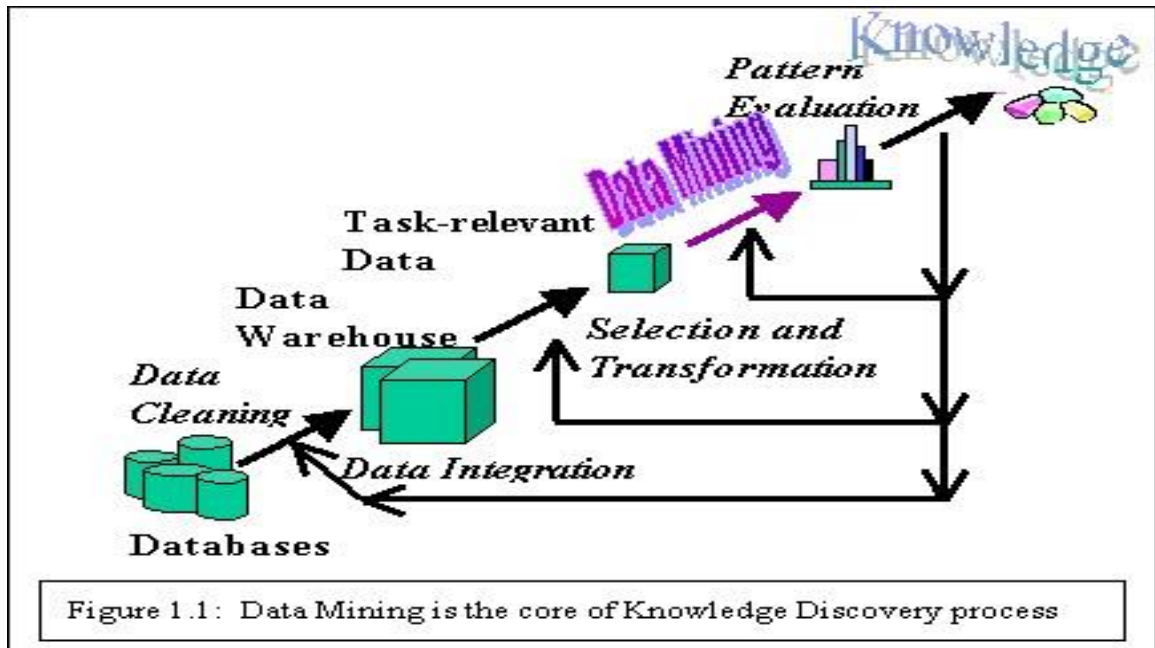 Knowledge
Pattern
Evaluation
Data Mining
Task-relevant
Data
Data
Warehouse
Selection and
Transformation
Data
Cleaning
Data Integration
Databases
Figure 1.1: Data Mining is the core of Knowledge Discovery process